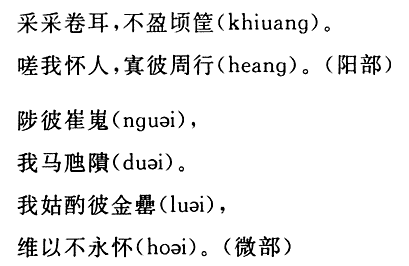 采采卷耳,不盈顷筐(khiuang)。
嗟我怀人,寘彼周行(heang)。(阳部)
陟彼崔嵬(nguəi),
我马虺隤(duəi)。
我姑酌彼金罍(luəi),
维以不永怀(hoəi)。(微部)